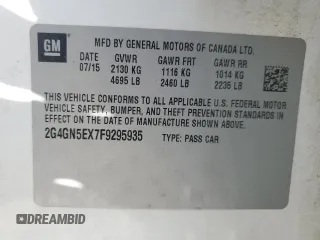 GM
MFD BY GENERAL MOTORS OF CANADA LTD.
DATE GVWR GAWR FRT GAWR RR
07/15 2130 KG 1116 KG 1014 KG
4695 LB 2460 LB 2235 LB
THIS VEHICLE CONFORMS TO ALL APPLICABLE U.S. FEDERAL MOTOR
VEHICLE SAFETY, BUMPER, AND THEFT PREVENTION STANDARDS
IN EFFECT ON THE DATE OF MANUFACTURE SHOWN ABOVE.
2G4GN5EX7F9295935 TYPE: PASS CAR
© DealerCenter AutoBidMaster